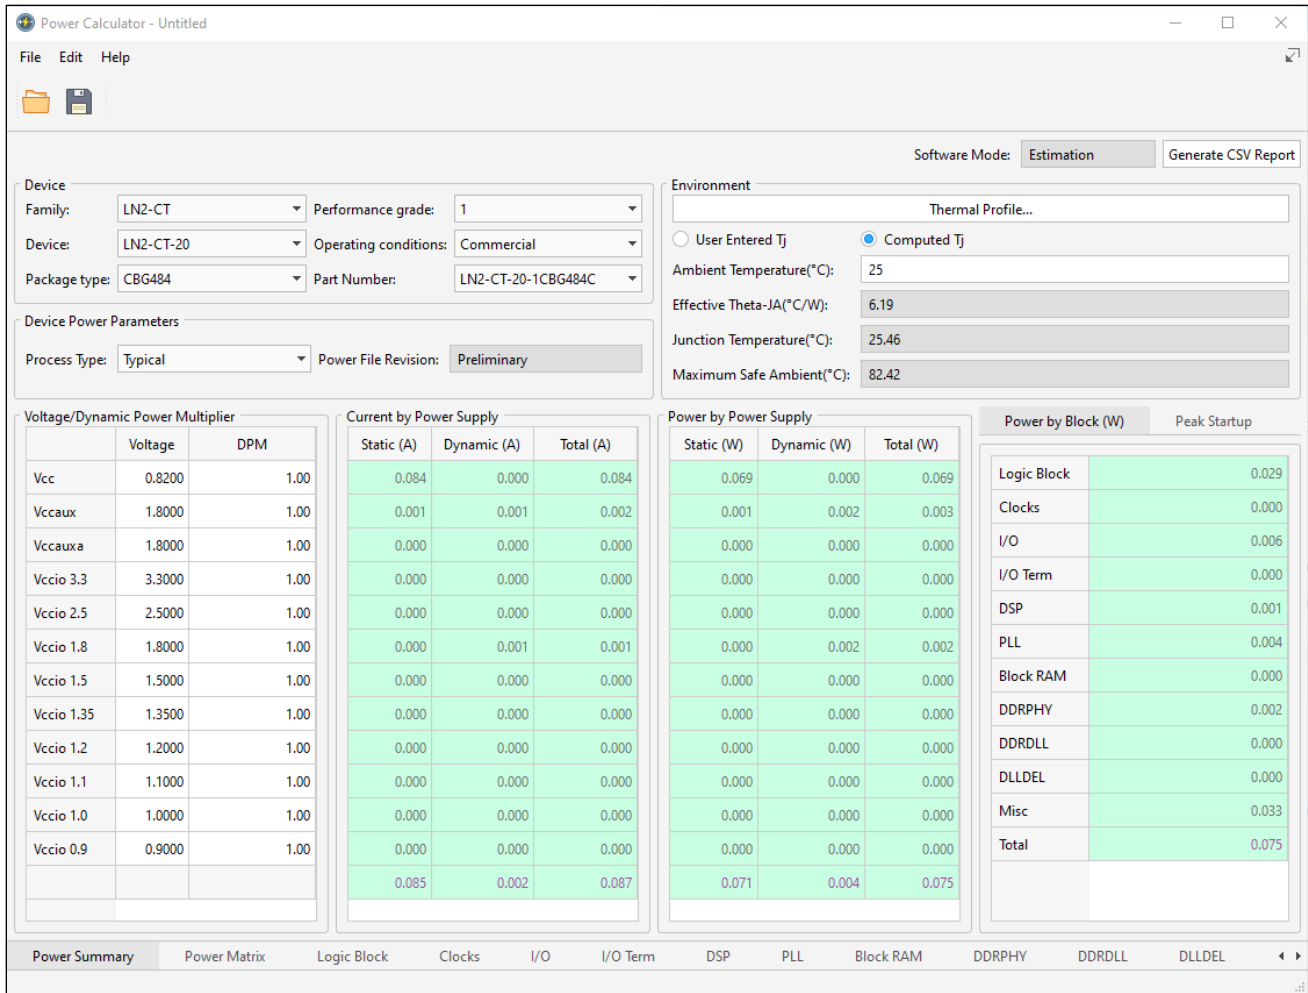 Power Calculator - Untitled
File Edit Help
Software Mode: Estimation Generate CSV Report
Device
Family: LN2-CT Performance grade: 1
Device: LN2-CT-20 Operating conditions: Commercial
Package type: CBG484 Part Number: LN2-CT-20-1CBG484C
Device Power Parameters
Process Type: Typical Power File Revision: Preliminary
Environment
Thermal Profile...
User Entered Tj Computed Tj
Ambient Temperature(°C): 25
Effective Theta-JA(°C/W): 6.19
Junction Temperature(°C): 25.46
Maximum Safe Ambient(°C): 82.42
Voltage/Dynamic Power Multiplier
Voltage DPM
Vcc 0.8200 1.00
Vccaux 1.8000 1.00
Vccauxa 1.8000 1.00
Vccio 3.3 3.3000 1.00
Vccio 2.5 2.5000 1.00
Vccio 1.8 1.8000 1.00
Vccio 1.5 1.5000 1.00
Vccio 1.35 1.3500 1.00
Vccio 1.2 1.2000 1.00
Vccio 1.1 1.1000 1.00
Vccio 1.0 1.0000 1.00
Vccio 0.9 0.9000 1.00
Current by Power Supply
Static (A) Dynamic (A) Total (A)
0.084 0.000 0.084
0.001 0.001 0.002
0.000 0.000 0.000
0.000 0.000 0.000
0.000 0.000 0.000
0.000 0.001 0.001
0.000 0.000 0.000
0.000 0.000 0.000
0.000 0.000 0.000
0.000 0.000 0.000
0.000 0.000 0.000
0.000 0.000 0.000
0.085 0.002 0.087
Power by Power Supply
Static (W) Dynamic (W) Total (W)
0.069 0.000 0.069
0.001 0.002 0.003
0.000 0.000 0.000
0.000 0.000 0.000
0.000 0.000 0.000
0.000 0.002 0.002
0.000 0.000 0.000
0.000 0.000 0.000
0.000 0.000 0.000
0.000 0.000 0.000
0.000 0.000 0.000
0.000 0.000 0.000
0.071 0.004 0.075
Power by Block (W) Peak Startup
Logic Block 0.029
Clocks 0.000
I/O 0.006
I/O Term 0.000
DSP 0.001
PLL 0.004
Block RAM 0.000
DDRPHY 0.002
DDRDLL 0.000
DLLDEL 0.000
Misc 0.033
Total 0.075
Power Summary Power Matrix Logic Block Clocks I/O I/O Term DSP PLL Block RAM DDRPHY DDRDLL DLLDEL